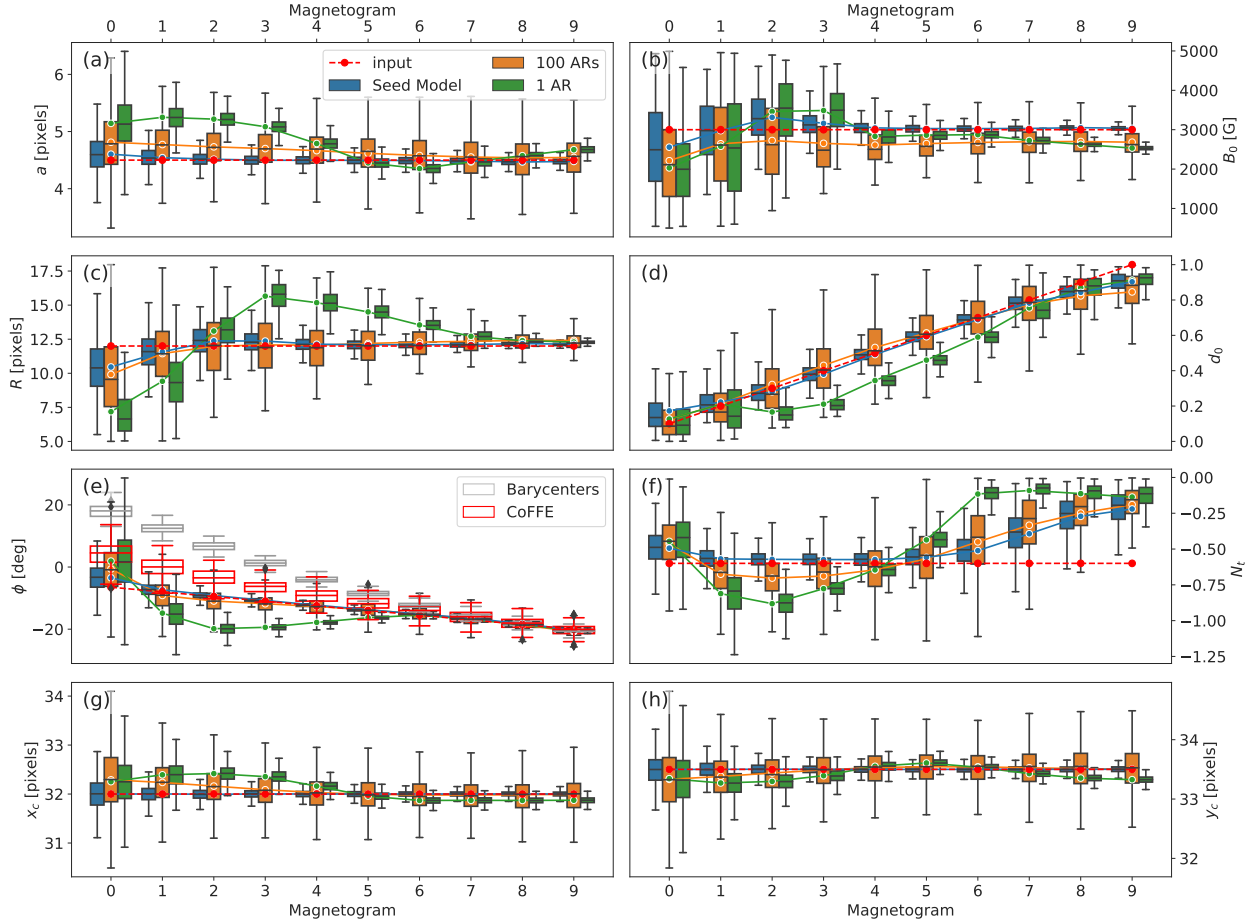 Magnetogram
Magnetogram
0 1 2 3 4 5 6 7 8 9
0 1 2 3 4 5 6 7 8 9
(a)
input
Seed Model
100 ARs
1 AR
6
5
4
a [pixels]
(b)
5000
4000
3000
2000
1000
B₀ [G]
(c)
17.5
15.0
12.5
10.0
7.5
5.0
R [pixels]
(d)
1.0
0.8
0.6
0.4
0.2
0.0
d₀
(e)
Barycenters
CoFFE
20
0
−20
ϕ [deg]
(f)
0.00
−0.25
−0.50
−0.75
−1.00
−1.25
Nₜ
(g)
34
33
32
31
x_c [pixels]
(h)
34
33
32
y_c [pixels]
0 1 2 3 4 5 6 7 8 9
0 1 2 3 4 5 6 7 8 9
Magnetogram
Magnetogram